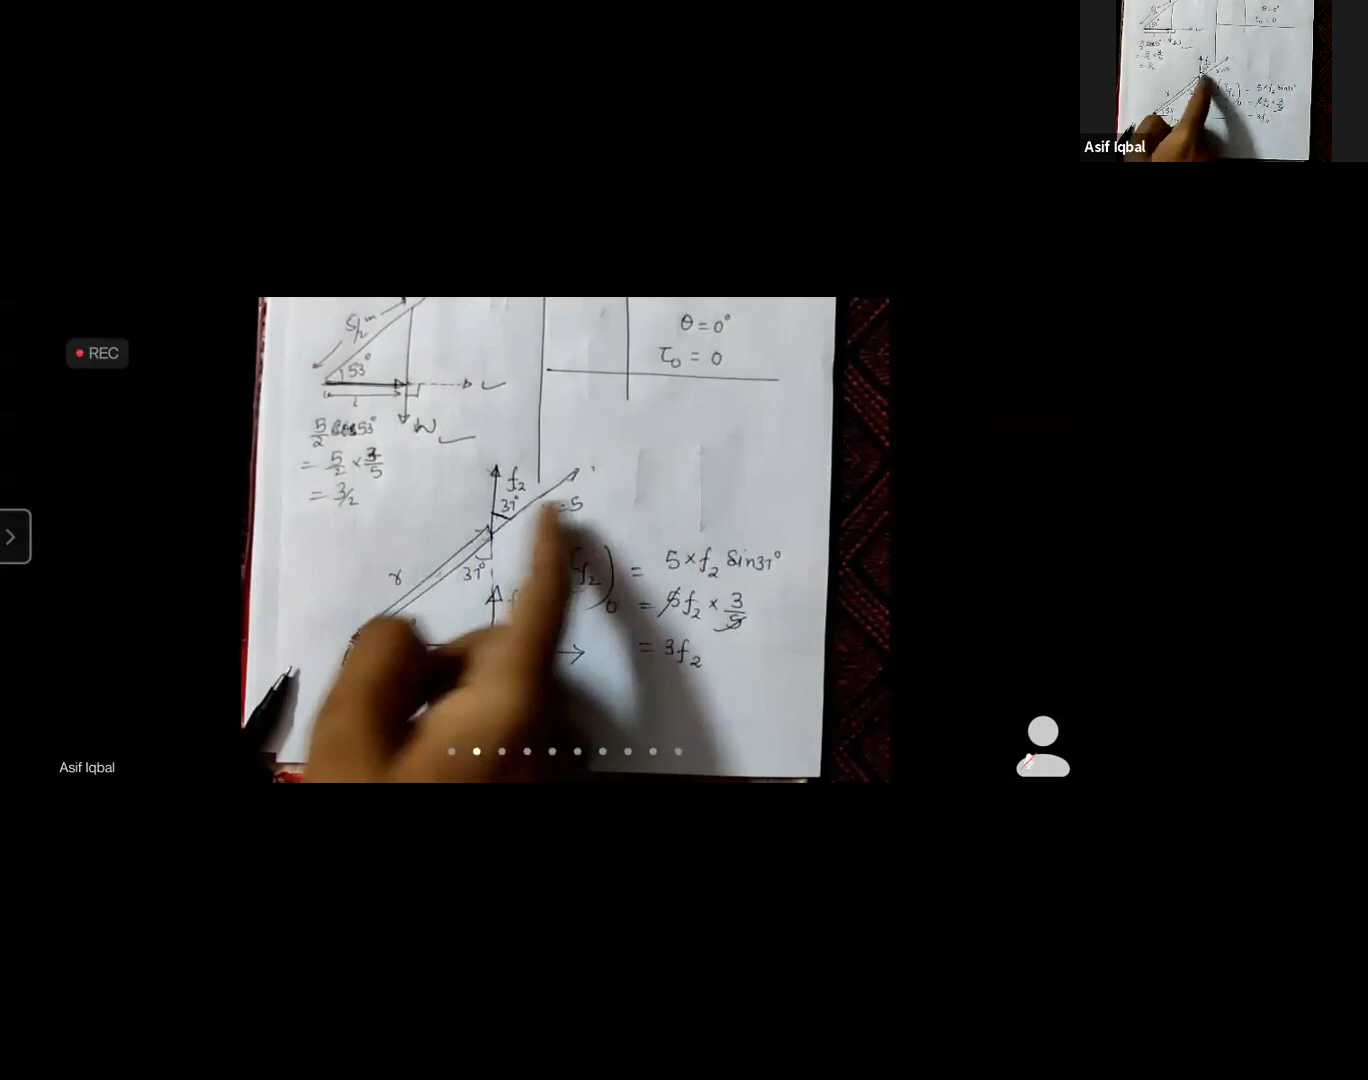 Asif Iqbal
REC
5/2 m
53°
W
5/2 cos53°
= 5/2 × 3/5
= 3/2
θ = 0°
τ₀ = 0
f₂
37°
= 5
r
37°
= 5 × f₂ sin37°
= 5f₂ × 3/5
= 3f₂
Asif Iqbal